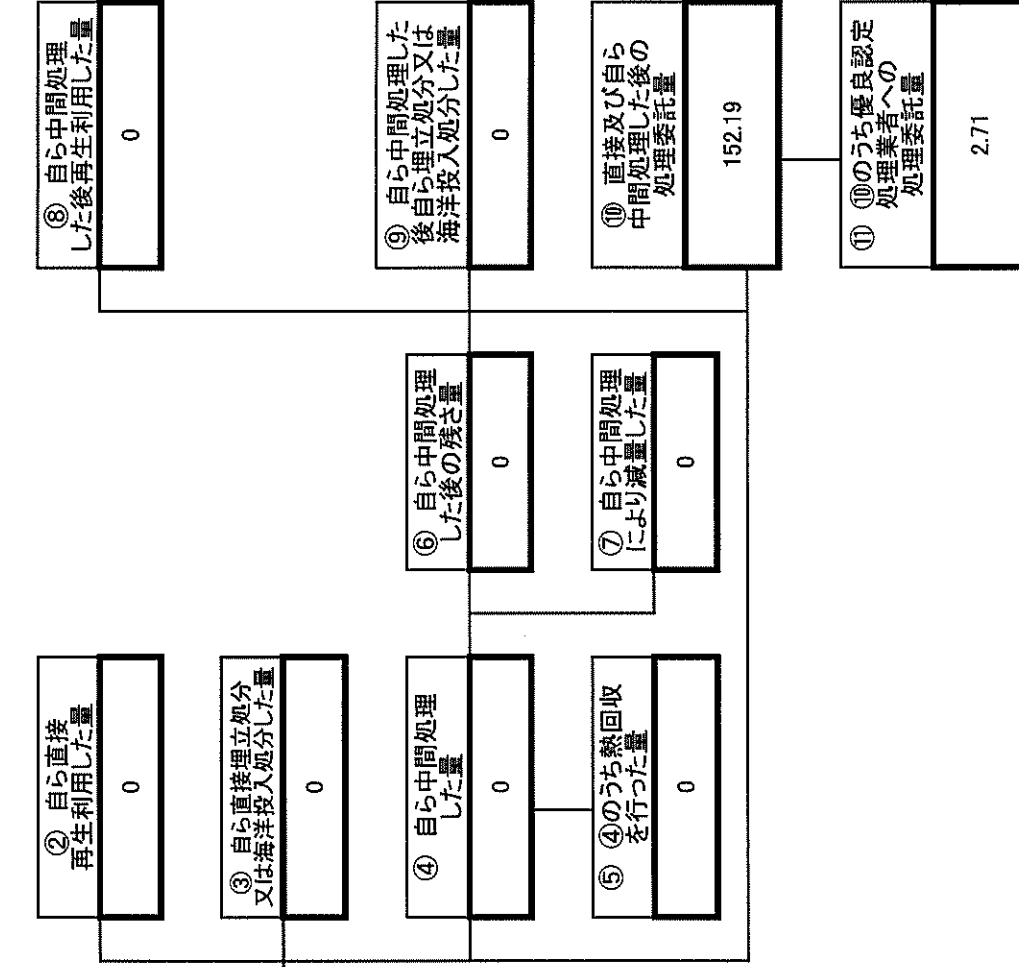 ② 自ら直接
再生利用した量
0
③ 自ら直接埋立処分
又は海洋投入処分した量
0
④ 自ら中間処理
した量
0
⑤ ④のうち熱回収
を行った量
0
⑥ 自ら中間処理
した後の残さ量
0
⑦ 自ら中間処理
により減量した量
0
⑧ 自ら中間処理
した後再生利用した量
0
⑨ 自ら中間処理した
後自ら埋立処分又は
海洋投入処分した量
0
⑩ 直接及び自ら
中間処理した後の
処理委託量
152.19
⑪ ⑩のうち優良認定
処理業者への
処理委託量
2.71